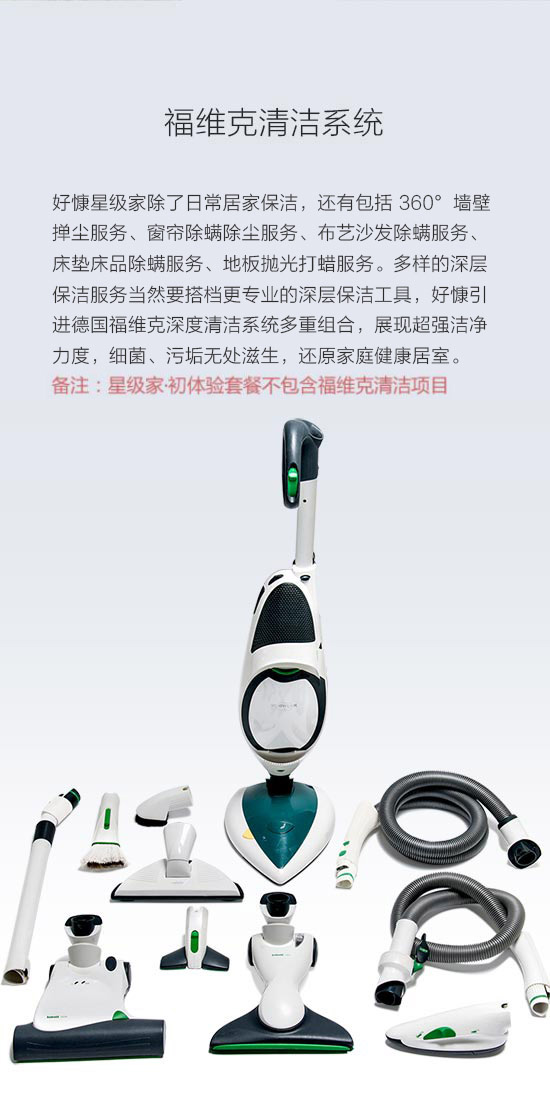 福维克清洁系统
好慷星级家除了日常居家保洁，还有包括 360°墙壁
掸尘服务、窗帘除螨除尘服务、布艺沙发除螨服务、
床垫床品除螨服务、地板抛光打蜡服务。多样的深层
保洁服务当然要搭档更专业的深层保洁工具，好慷引
进德国福维克深度清洁系统多重组合，展现超强洁净
力度，细菌、污垢无处滋生，还原家庭健康居室。
备注：星级家·初体验套餐不包含福维克清洁项目